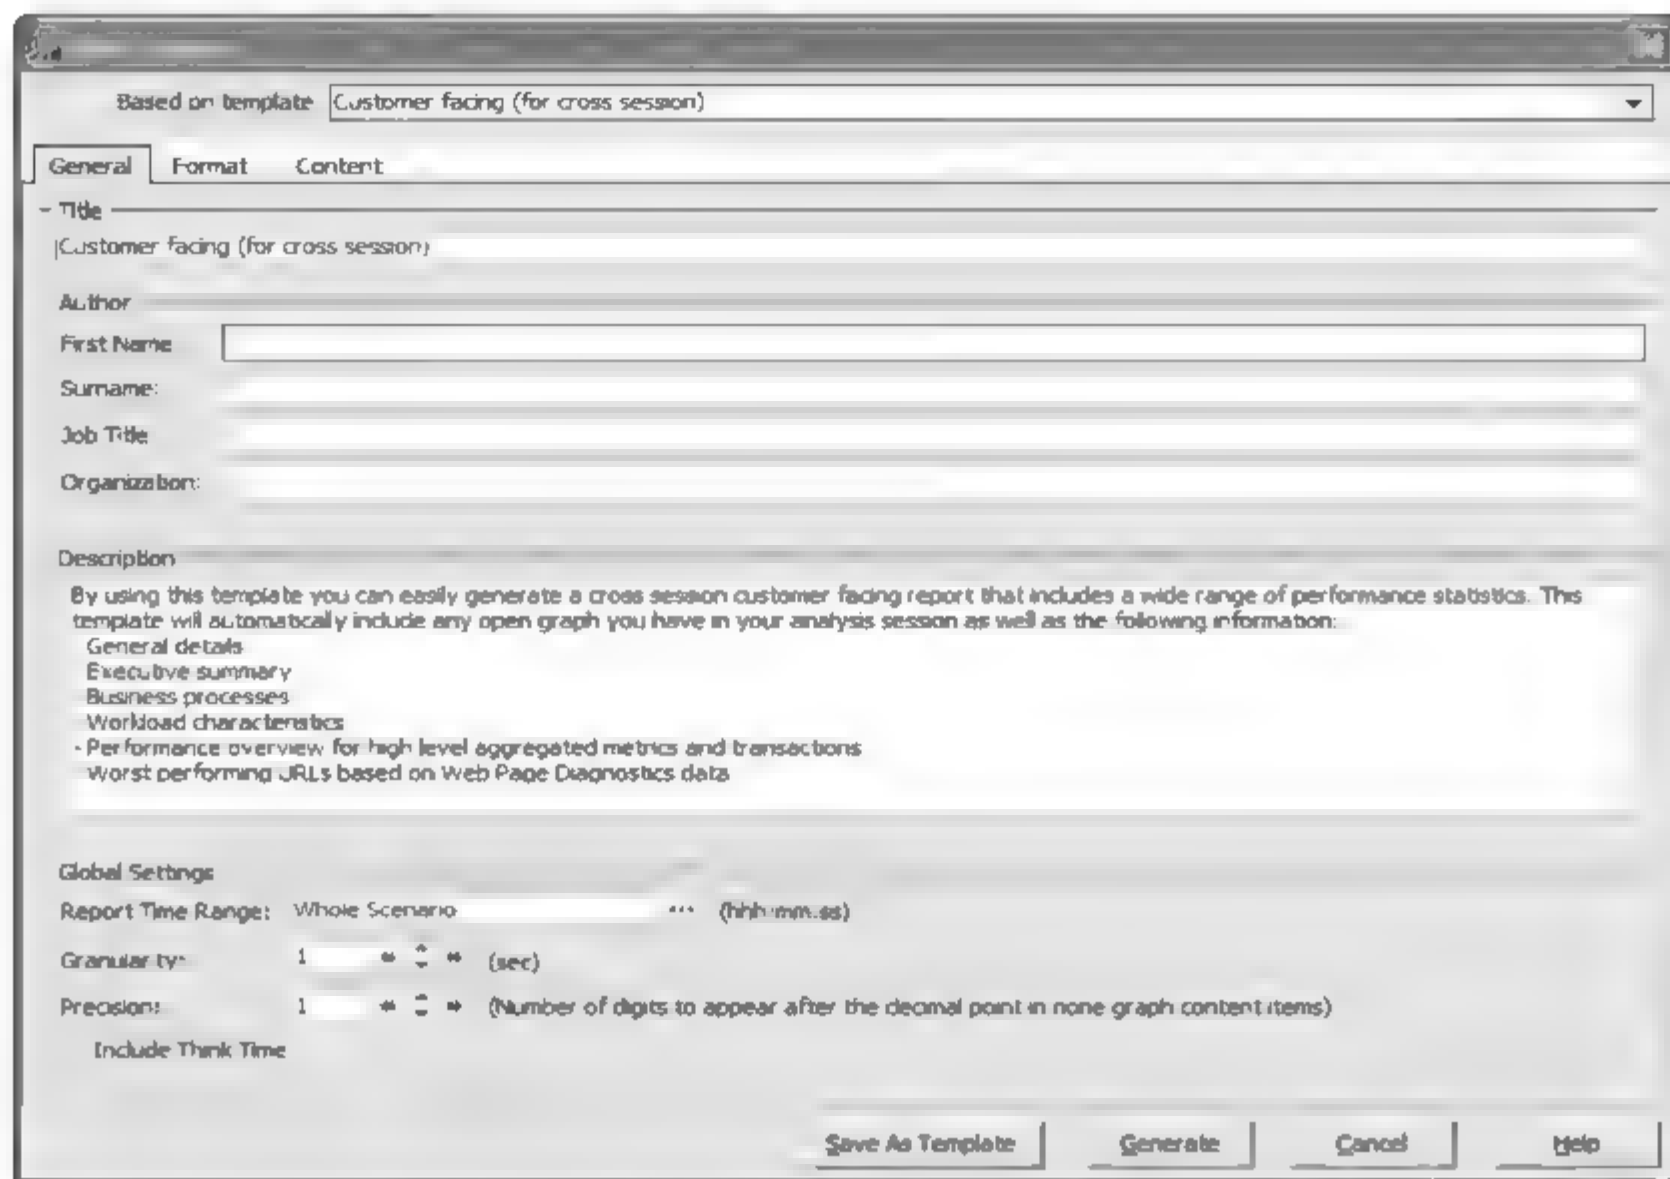 Based on template Customer facing (for cross session)
General Format Content
Title
Customer facing (for cross session)
Author
First Name
Surname:
Job Title
Organization:
Description
By using this template you can easily generate a cross session customer facing report that includes a wide range of performance statistics. This
template will automatically include any open graph you have in your analysis session as well as the following information:
General details
Executive summary
Business processes
Workload characteristics
- Performance overview for high level aggregated metrics and transactions
Worst performing URLs based on Web Page Diagnostics data
Global Settings
Report Time Range: Whole Scenario ... (hhh:mm:ss)
Granularity: 1 (sec)
Precision: 1 (Number of digits to appear after the decimal point in none graph content items)
Include Think Time
Save As Template Generate Cancel Help